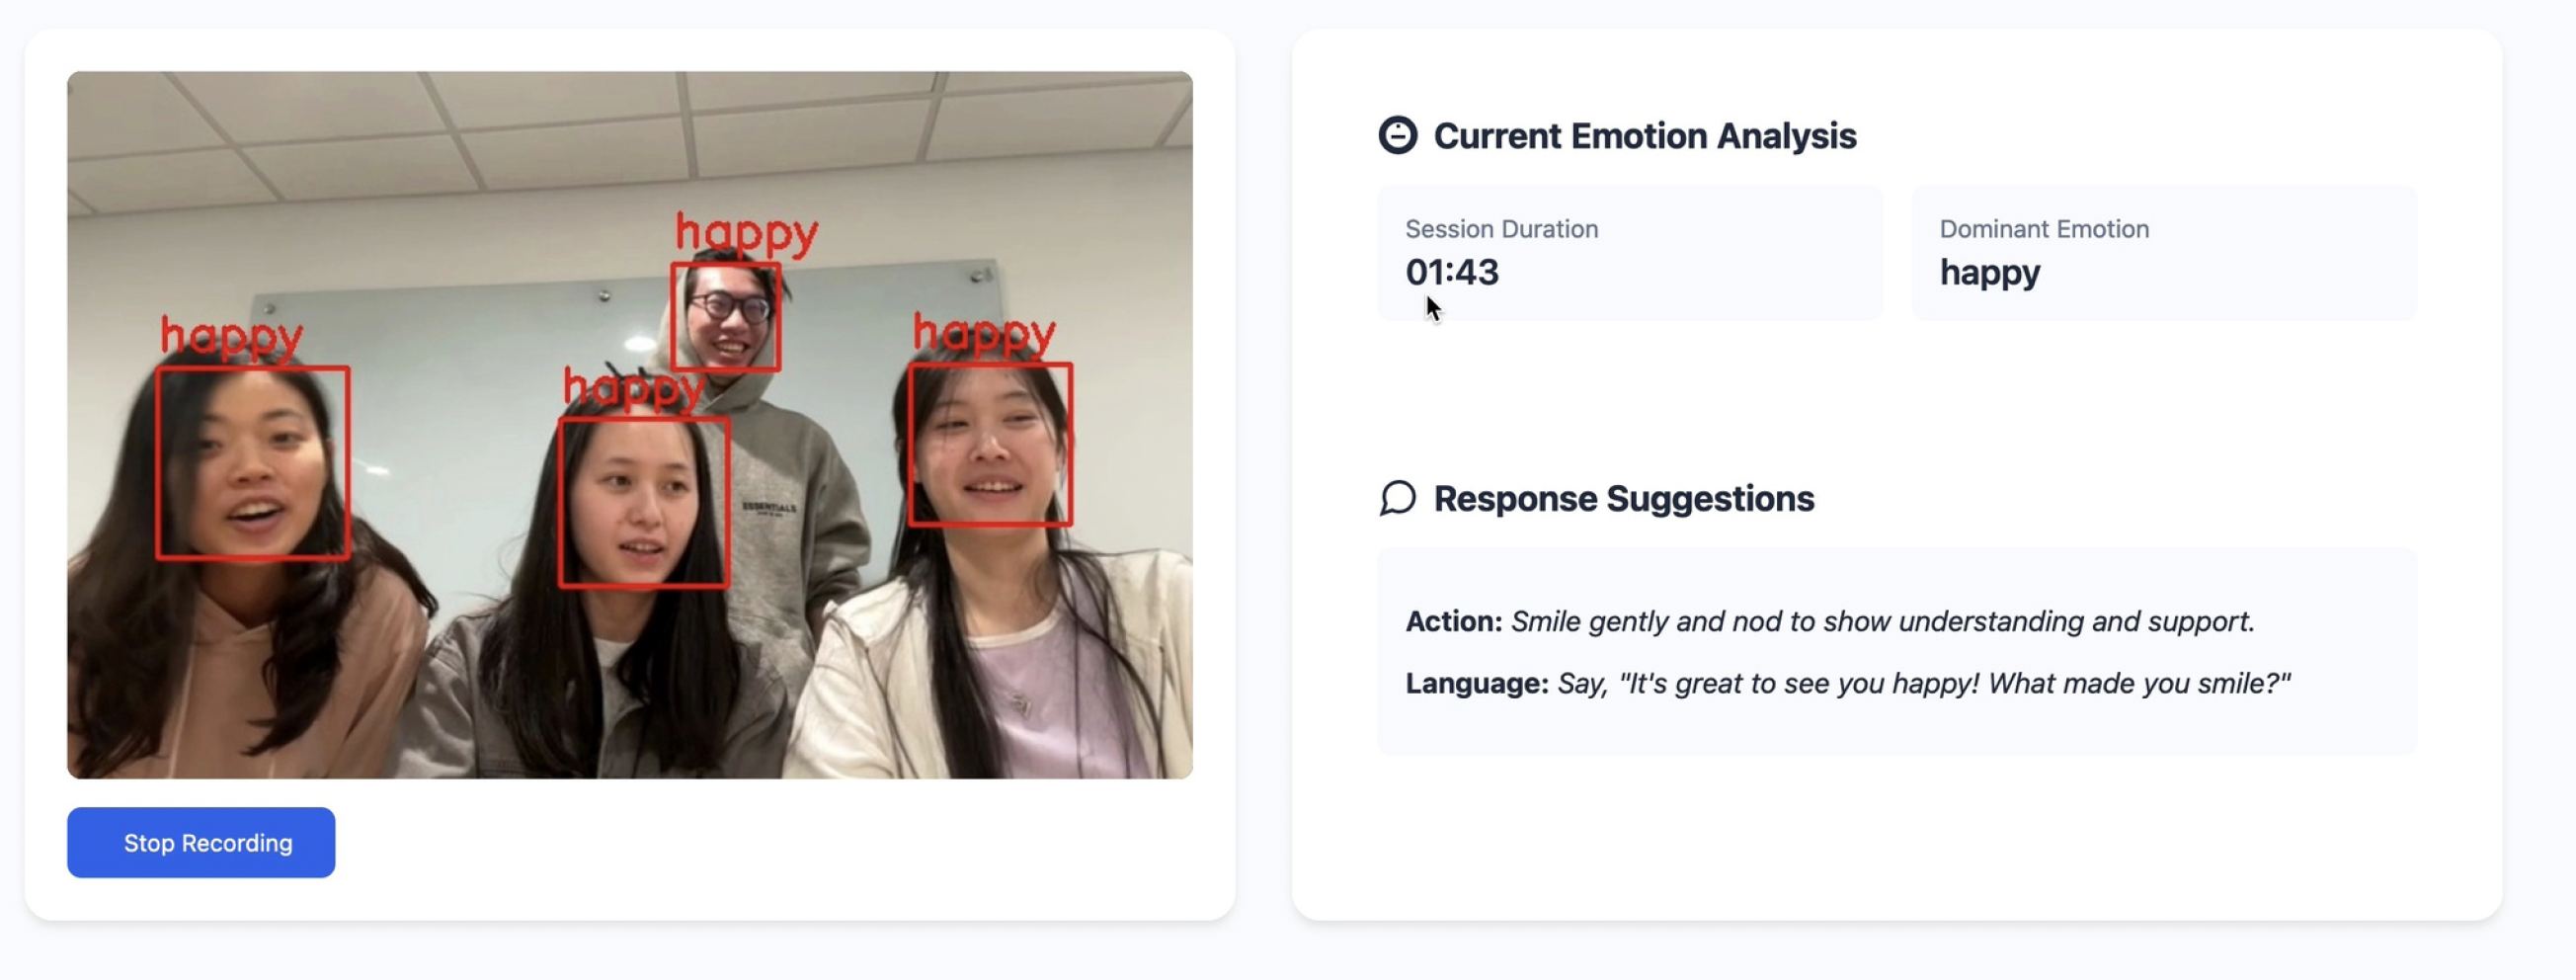 happy
happy
happy
happy
ESSENTIALS
Stop Recording
Current Emotion Analysis
Session Duration
01:43
Dominant Emotion
happy
Response Suggestions
Action: Smile gently and nod to show understanding and support.
Language: Say, "It's great to see you happy! What made you smile?"